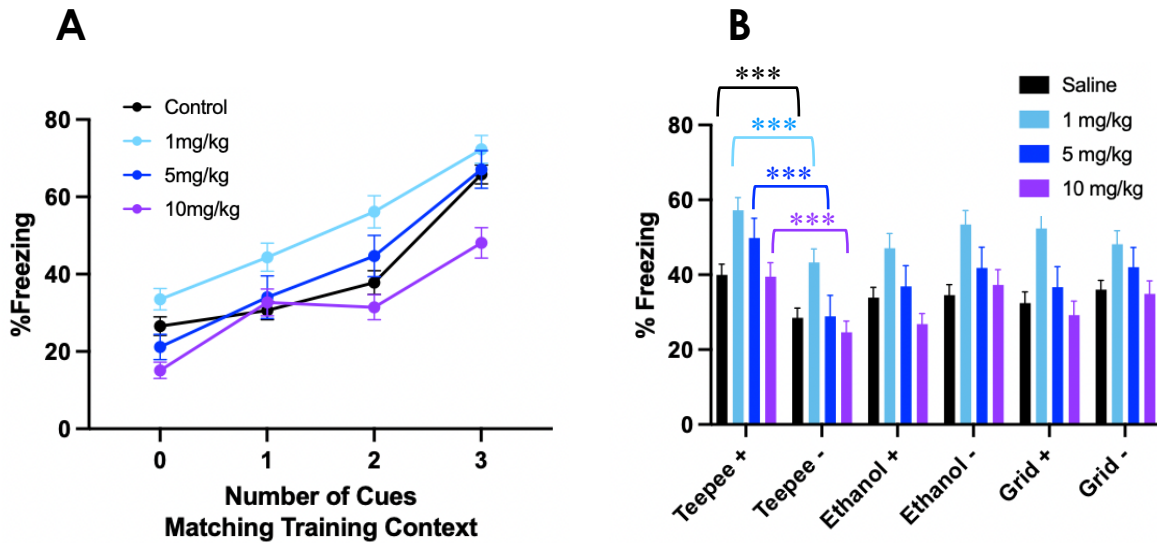 A
B
Control
1mg/kg
5mg/kg
10mg/kg
%Freezing
80
60
40
20
0
0 1 2 3
Number of Cues
Matching Training Context
***
***
***
***
Saline
1 mg/kg
5 mg/kg
10 mg/kg
% Freezing
80
60
40
20
0
Teepee +
Teepee -
Ethanol +
Ethanol -
Grid +
Grid -